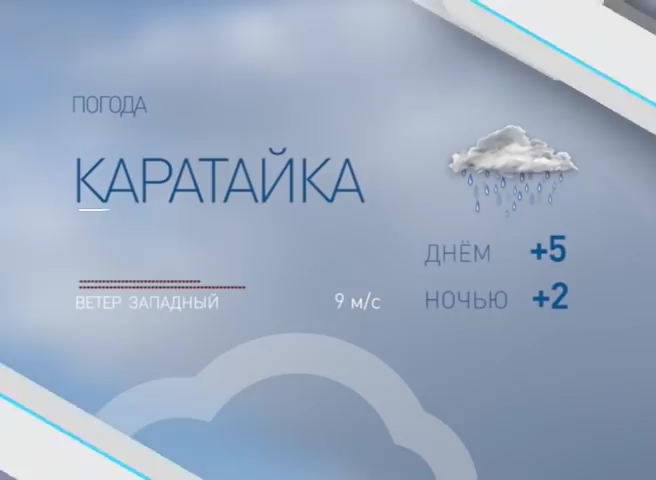 ПОГОДА
КАРАТАЙКА
ДНЁМ +5
ВЕТЕР ЗАПАДНЫЙ 9 м/с
НОЧЬЮ +2